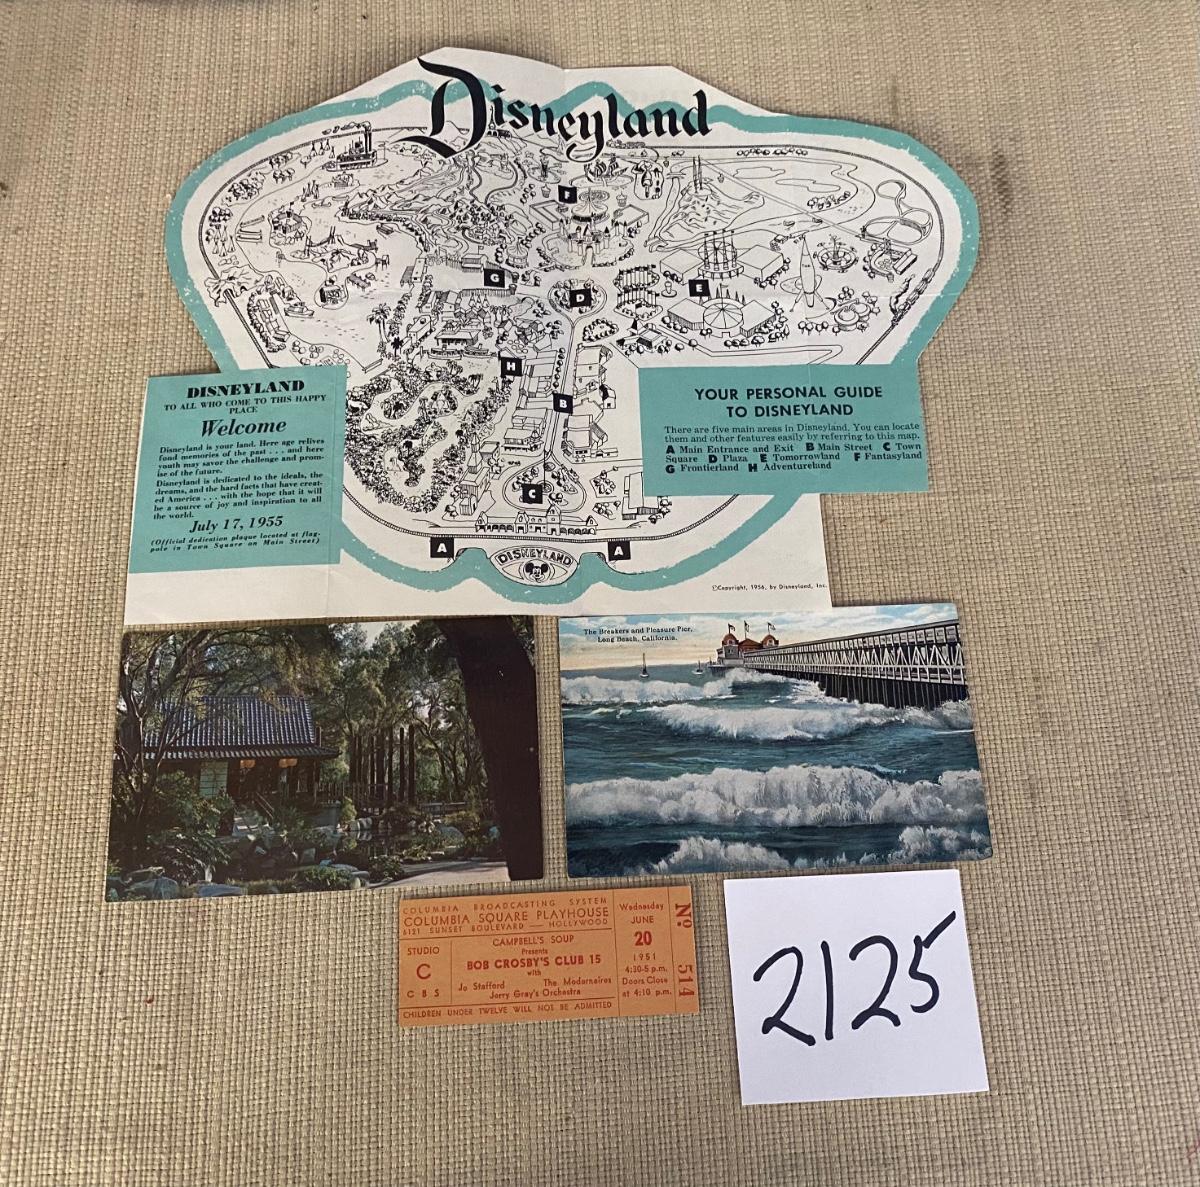 Disneyland
F
G
D
E
H
B
C
A
A
DISNEYLAND
DISNEYLAND
TO ALL WHO COME TO THIS HAPPY
PLACE
Welcome
Disneyland is your land. Here age relives
fond memories of the past . . . and here
youth may savor the challenge and prom-
ise of the future.
Disneyland is dedicated to the ideals, the
dreams, and the hard facts that have creat-
ed America . . . with the hope that it will
be a source of joy and inspiration to all
the world.
July 17, 1955
(Official dedication plaque located at flag-
pole in Town Square on Main Street)
YOUR PERSONAL GUIDE
TO DISNEYLAND
There are five main areas in Disneyland. You can locate
them and other features easily by referring to this map.
A Main Entrance and Exit B Main Street C Town
Square D Plaza E Tomorrowland F Fantasyland
G Frontierland H Adventureland
©Copyright, 1956, by Disneyland, Inc.
The Breakers and Pleasure Pier,
Long Beach, California.
COLUMBIA BROADCASTING SYSTEM
COLUMBIA SQUARE PLAYHOUSE
6121 SUNSET BOULEVARD — HOLLYWOOD
STUDIO
C
CBS
CAMPBELL'S SOUP
Presents
BOB CROSBY'S CLUB 15
with
Jo Stafford The Modernaires
Jerry Gray's Orchestra
CHILDREN UNDER TWELVE WILL NOT BE ADMITTED
Wednesday
JUNE
20
1951
4:30-5 p.m.
Doors Close
at 4:10 p.m.
No. 514
2125